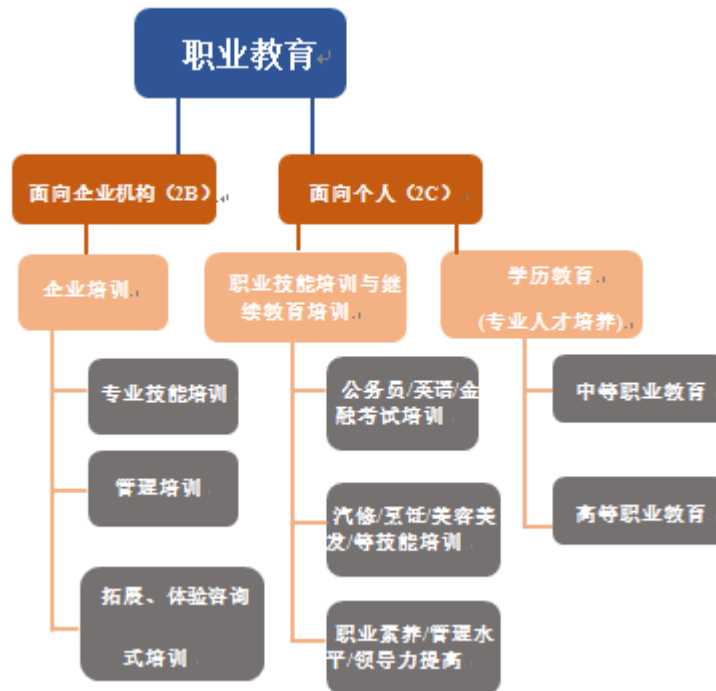 职业教育
面向企业机构（2B）
面向个人（2C）
企业培训
职业技能培训与继
续教育培训
学历教育
(专业人才培养)
专业技能培训
管理培训
拓展、体验咨询
式培训
公务员/英语/金
融考试培训
汽修/烹饪/美容美
发/等技能培训
职业素养/管理水
平/领导力提高
中等职业教育
高等职业教育